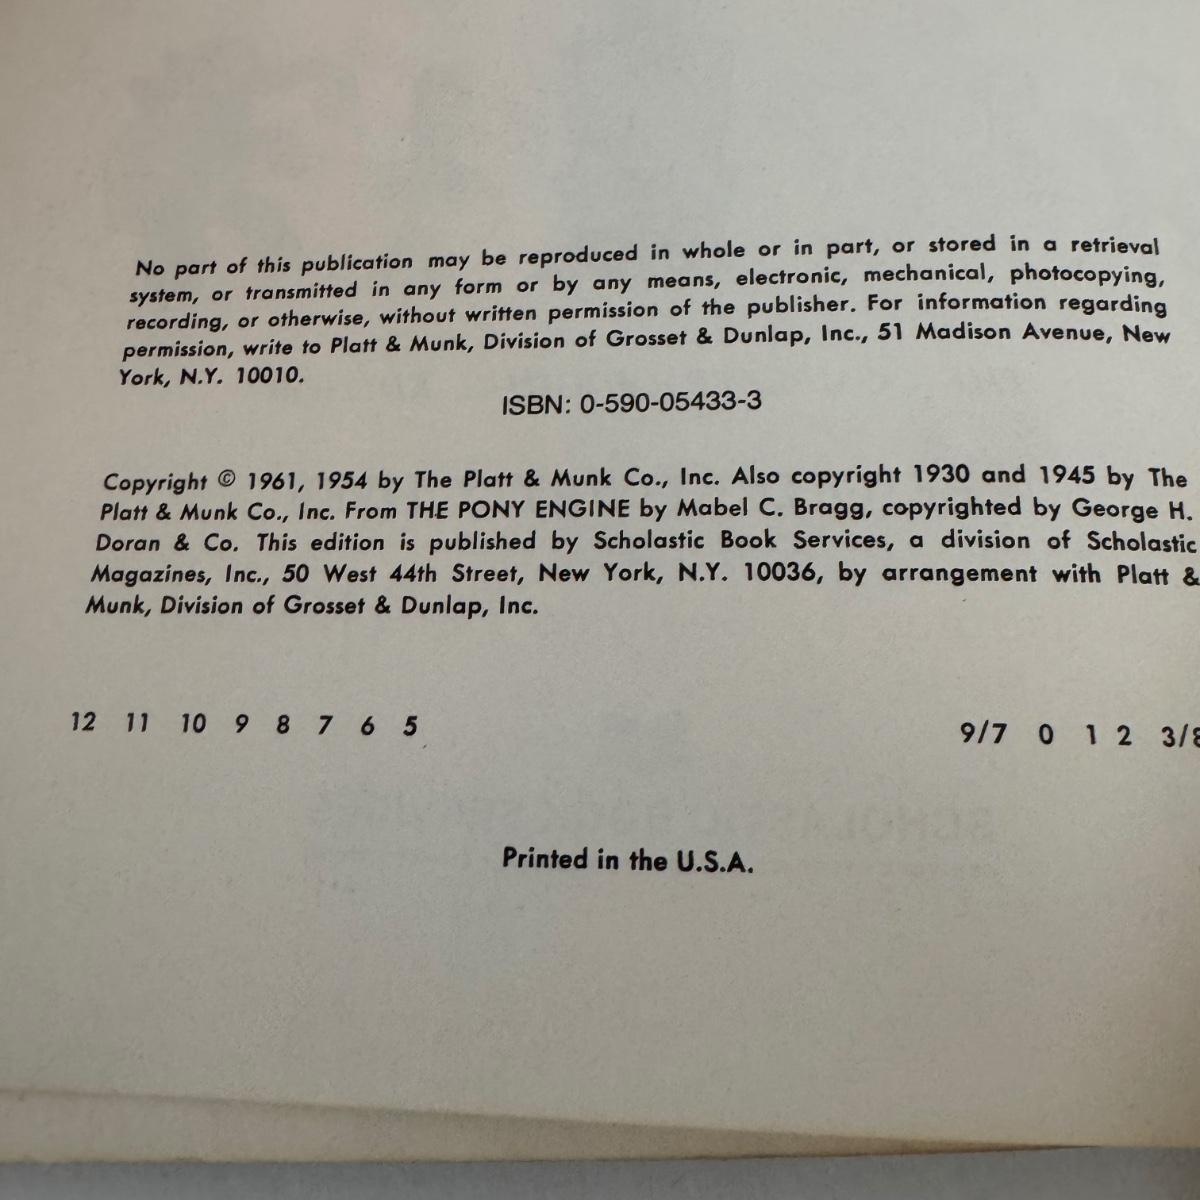 No part of this publication may be reproduced in whole or in part, or stored in a retrieval
system, or transmitted in any form or by any means, electronic, mechanical, photocopying,
recording, or otherwise, without written permission of the publisher. For information regarding
permission, write to Platt & Munk, Division of Grosset & Dunlap, Inc., 51 Madison Avenue, New
York, N.Y. 10010.
ISBN: 0-590-05433-3
Copyright © 1961, 1954 by The Platt & Munk Co., Inc. Also copyright 1930 and 1945 by The
Platt & Munk Co., Inc. From THE PONY ENGINE by Mabel C. Bragg, copyrighted by George H.
Doran & Co. This edition is published by Scholastic Book Services, a division of Scholastic
Magazines, Inc., 50 West 44th Street, New York, N.Y. 10036, by arrangement with Platt &
Munk, Division of Grosset & Dunlap, Inc.
12 11 10 9 8 7 6 5 9/7 0 1 2 3/8
Printed in the U.S.A.